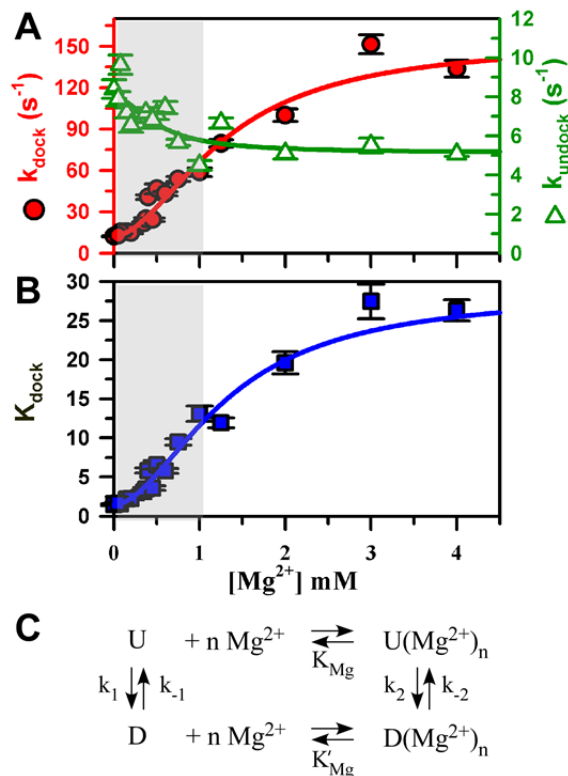 A
k_dock (s⁻¹)
150
120
90
60
30
0
12
10
8
6
4
2
0
k_undock (s⁻¹)
B
K_dock
30
25
20
15
10
5
0
0 1 2 3 4
[Mg²⁺] mM
C
U + n Mg²⁺ ⇌ U(Mg²⁺)ₙ
K_Mg
k₁ k₋₁ k₂ k₋₂
D + n Mg²⁺ ⇌ D(Mg²⁺)ₙ
K′_Mg